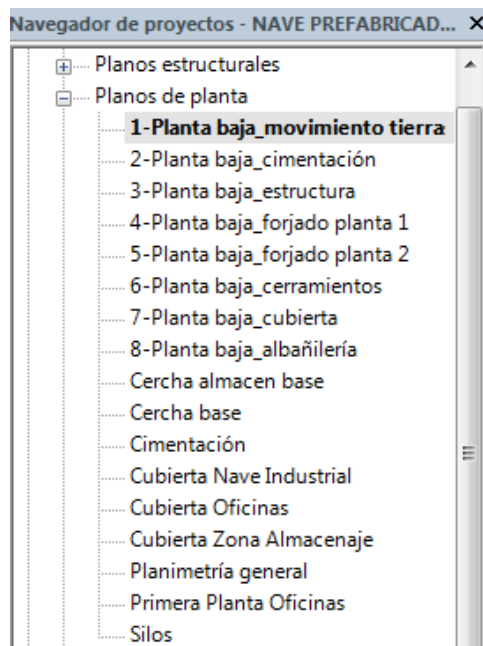 Navegador de proyectos - NAVE PREFABRICAD...
Planos estructurales
Planos de planta
1-Planta baja_movimiento tierra
2-Planta baja_cimentación
3-Planta baja_estructura
4-Planta baja_forjado planta 1
5-Planta baja_forjado planta 2
6-Planta baja_cerramientos
7-Planta baja_cubierta
8-Planta baja_albañilería
Cercha almacen base
Cercha base
Cimentación
Cubierta Nave Industrial
Cubierta Oficinas
Cubierta Zona Almacenaje
Planimetría general
Primera Planta Oficinas
Silos